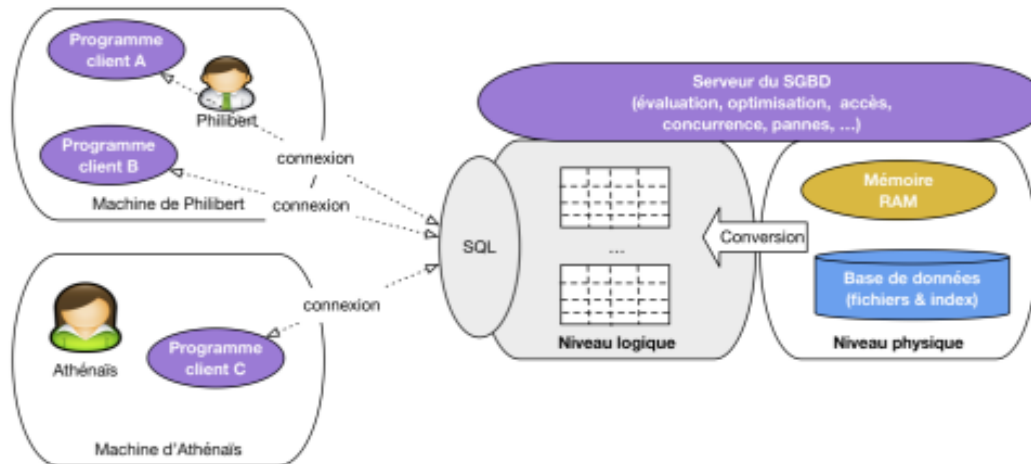 Programme
client A
Philibert
Programme
client B
Machine de Philibert
connexion
/
connexion
Athénaïs
Programme
client C
Machine d'Athénaïs
connexion
SQL
Serveur du SGBD
(évaluation, optimisation, accès,
concurrence, pannes, ...)
...
Niveau logique
Conversion
Mémoire
RAM
Base de données
(fichiers & index)
Niveau physique